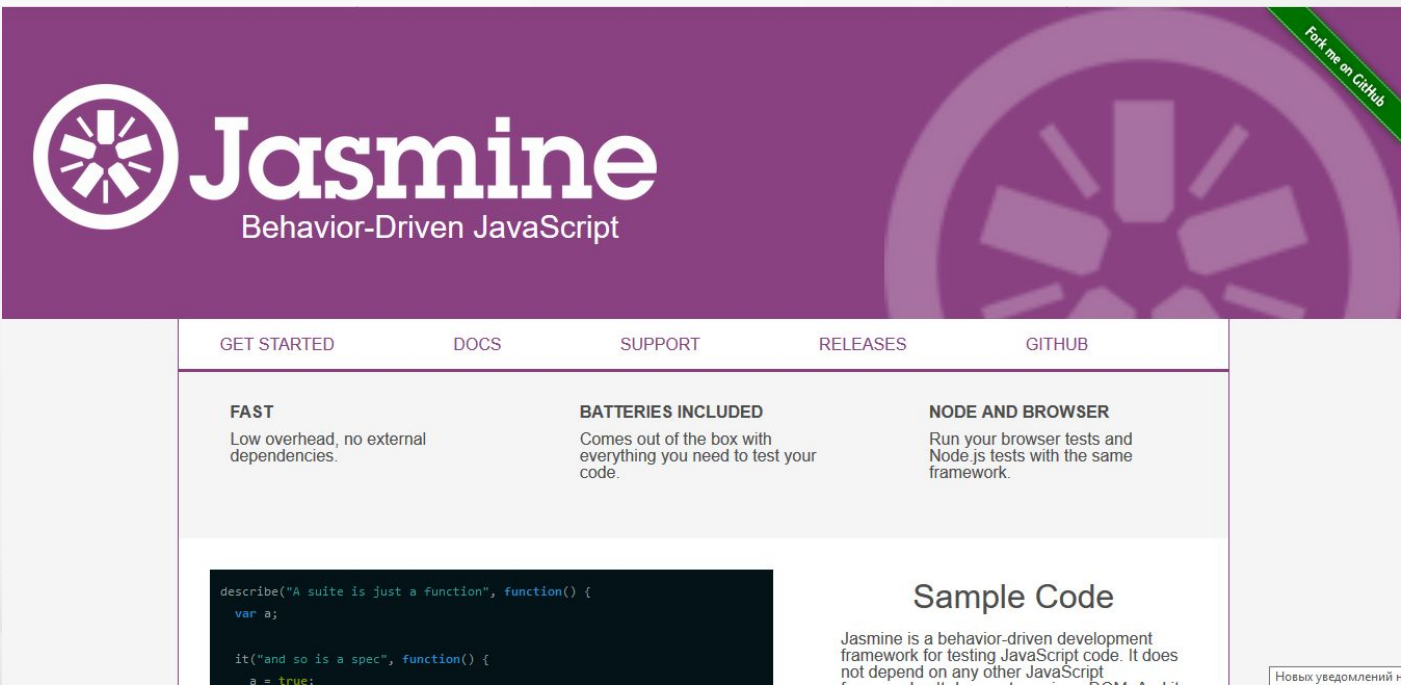 Fork me on GitHub
Jasmine
Behavior-Driven JavaScript
GET STARTED DOCS SUPPORT RELEASES GITHUB
FAST
Low overhead, no external
dependencies.
BATTERIES INCLUDED
Comes out of the box with
everything you need to test your
code.
NODE AND BROWSER
Run your browser tests and
Node.js tests with the same
framework.
describe("A suite is just a function", function() {
var a;
it("and so is a spec", function() {
a = true;
Sample Code
Jasmine is a behavior-driven development
framework for testing JavaScript code. It does
not depend on any other JavaScript
Новых уведомлений н